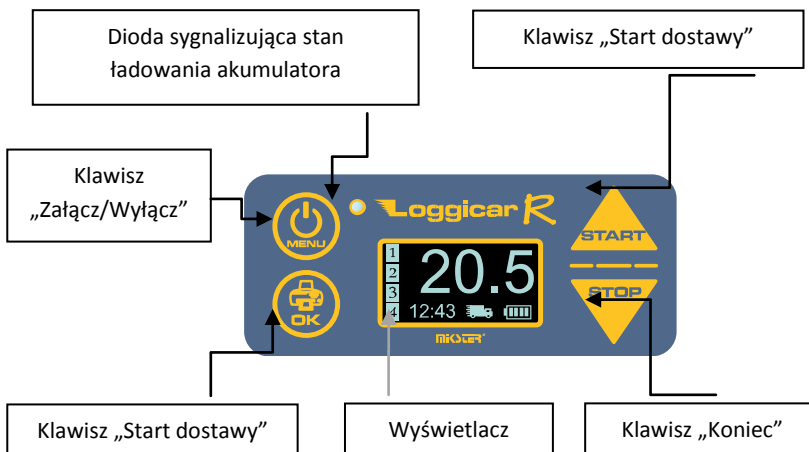 Dioda sygnalizująca stan
ładowania akumulatora
Klawisz „Start dostawy”
Klawisz
„Załącz/Wyłącz”
MENU
Loggicar R
START
1
2
3
4
20.5
12:43
OK
STOP
MIKSTER
Klawisz „Start dostawy”
Wyświetlacz
Klawisz „Koniec”